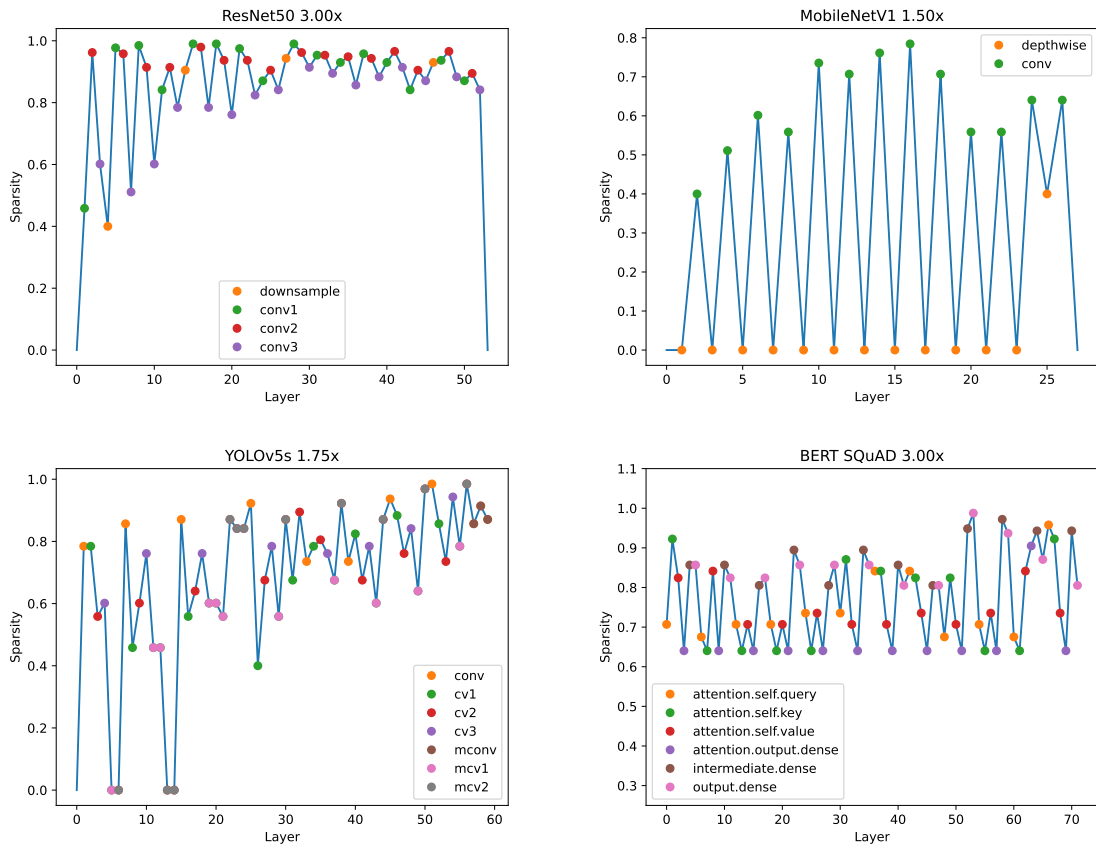 ResNet50 3.00x
1.0
0.8
0.6
0.4
0.2
0.0
Sparsity
downsample
conv1
conv2
conv3
0 10 20 30 40 50
Layer
MobileNetV1 1.50x
0.8
0.7
0.6
0.5
0.4
0.3
0.2
0.1
0.0
Sparsity
depthwise
conv
0 5 10 15 20 25
Layer
YOLOv5s 1.75x
1.0
0.8
0.6
0.4
0.2
0.0
Sparsity
conv
cv1
cv2
cv3
mconv
mcv1
mcv2
0 10 20 30 40 50 60
Layer
BERT SQuAD 3.00x
1.1
1.0
0.9
0.8
0.7
0.6
0.5
0.4
0.3
Sparsity
attention.self.query
attention.self.key
attention.self.value
attention.output.dense
intermediate.dense
output.dense
0 10 20 30 40 50 60 70
Layer